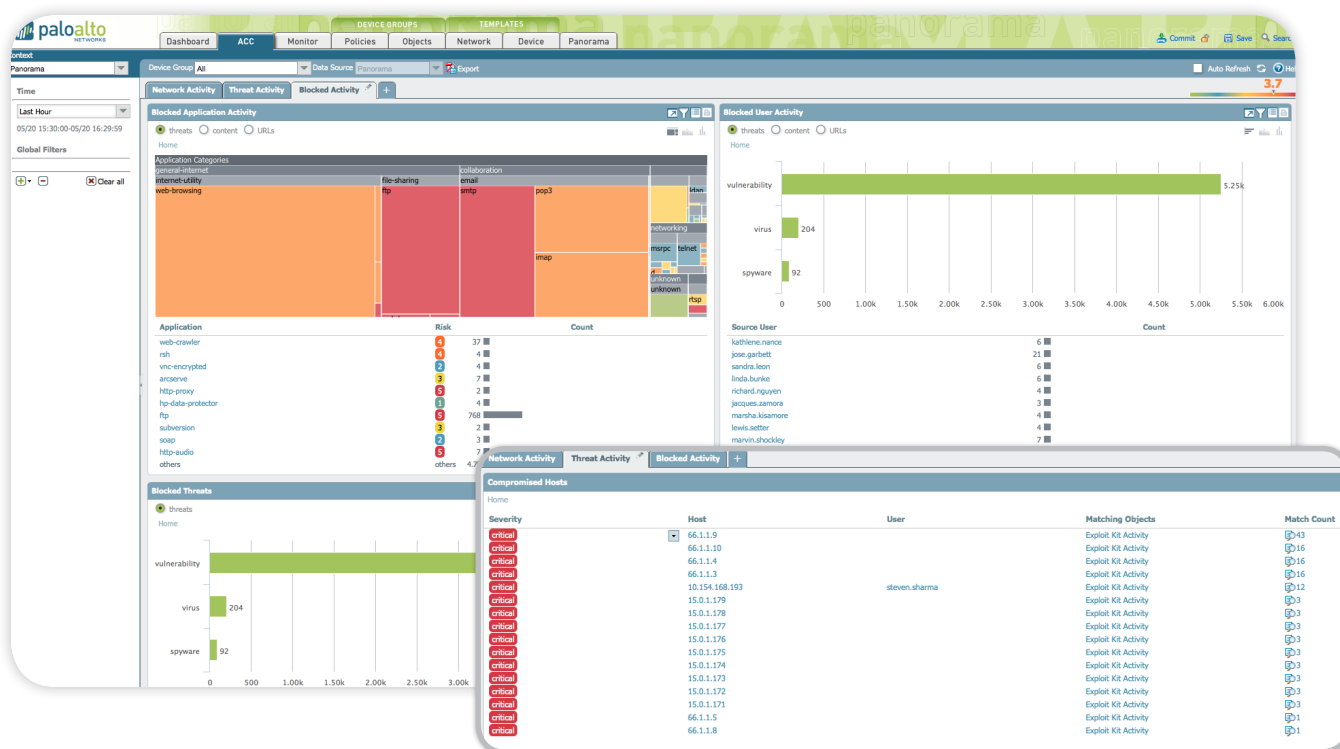 paloalto
NETWORKS
DEVICE GROUPS
TEMPLATES
panorama
Dashboard
ACC
Monitor
Policies
Objects
Network
Device
Panorama
Commit
Save
Context
Panorama
Device Group All
Data Source Panorama
Export
Auto Refresh
Time
Last Hour
05/20 15:30:00-05/20 16:29:59
Global Filters
Clear all
Network Activity
Threat Activity
Blocked Activity
3.7
Blocked Application Activity
threats content URLs
Home
Application Categories
general-internet
collaboration
internet-utility
file-sharing
email
web-browsing
ftp
smtp
pop3
ldap
networking
msrpc
telnet
imap
unknown
unknown
rtsp
Application Risk Count
web-crawler 4 37
rsh 4 4
vnc-encrypted 2 4
arcserve 3 7
http-proxy 5 2
hp-data-protector 1 4
ftp 5 768
subversion 3 2
soap 2 3
http-audio 5 7
others others
Blocked User Activity
threats content URLs
Home
vulnerability 5.25k
virus 204
spyware 92
0 500 1.00k 1.50k 2.00k 2.50k 3.00k 3.50k 4.00k 4.50k 5.00k 5.50k 6.00k
Source User Count
kathlene.nance 6
jose.garbett 21
sandra.leon 6
linda.bunke 6
richard.nguyen 4
jacques.zamora 3
marsha.kisamore 4
lewis.setter 4
marvin.shockley 7
Blocked Threats
threats
Home
vulnerability
virus 204
spyware 92
0 500 1.00k 1.50k 2.00k 2.50k 3.00k
Network Activity
Threat Activity
Blocked Activity
Compromised Hosts
Home
Severity Host User Matching Objects Match Count
critical 66.1.1.9 Exploit Kit Activity 43
critical 66.1.1.10 Exploit Kit Activity 16
critical 66.1.1.4 Exploit Kit Activity 16
critical 66.1.1.3 Exploit Kit Activity 16
critical 10.154.168.193 steven.sharma Exploit Kit Activity 12
critical 15.0.1.179 Exploit Kit Activity 3
critical 15.0.1.178 Exploit Kit Activity 3
critical 15.0.1.177 Exploit Kit Activity 3
critical 15.0.1.176 Exploit Kit Activity 3
critical 15.0.1.175 Exploit Kit Activity 3
critical 15.0.1.174 Exploit Kit Activity 3
critical 15.0.1.173 Exploit Kit Activity 3
critical 15.0.1.172 Exploit Kit Activity 3
critical 15.0.1.171 Exploit Kit Activity 3
critical 66.1.1.5 Exploit Kit Activity 1
critical 66.1.1.8 Exploit Kit Activity 1